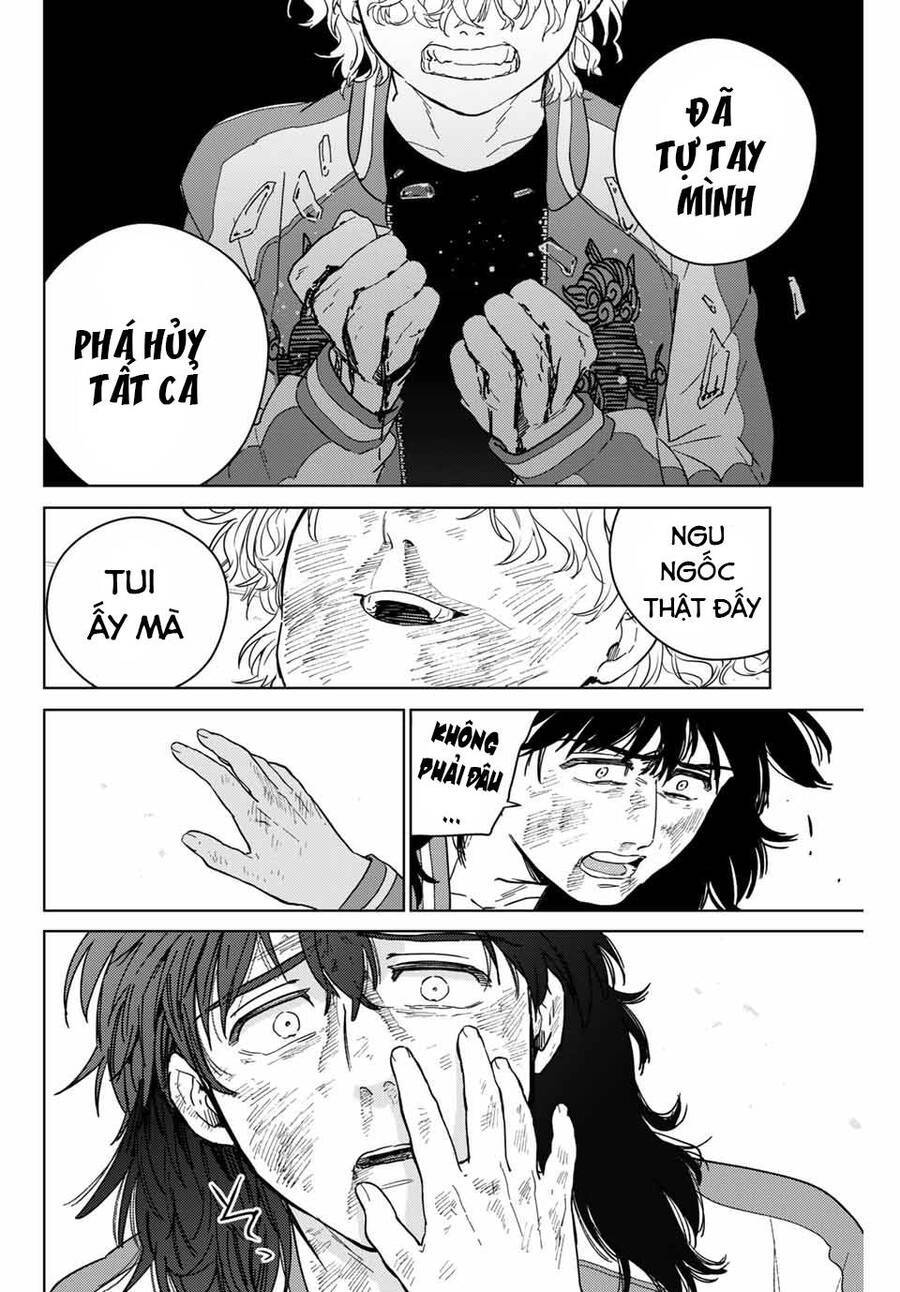 ĐÃ
TỰ TAY
MÌNH
PHÁ HỦY
TẤT CẢ
NGU
NGỐC
THẬT ĐẤY
TUI
ẤY MÀ
KHÔNG
PHẢI ĐÂU
...